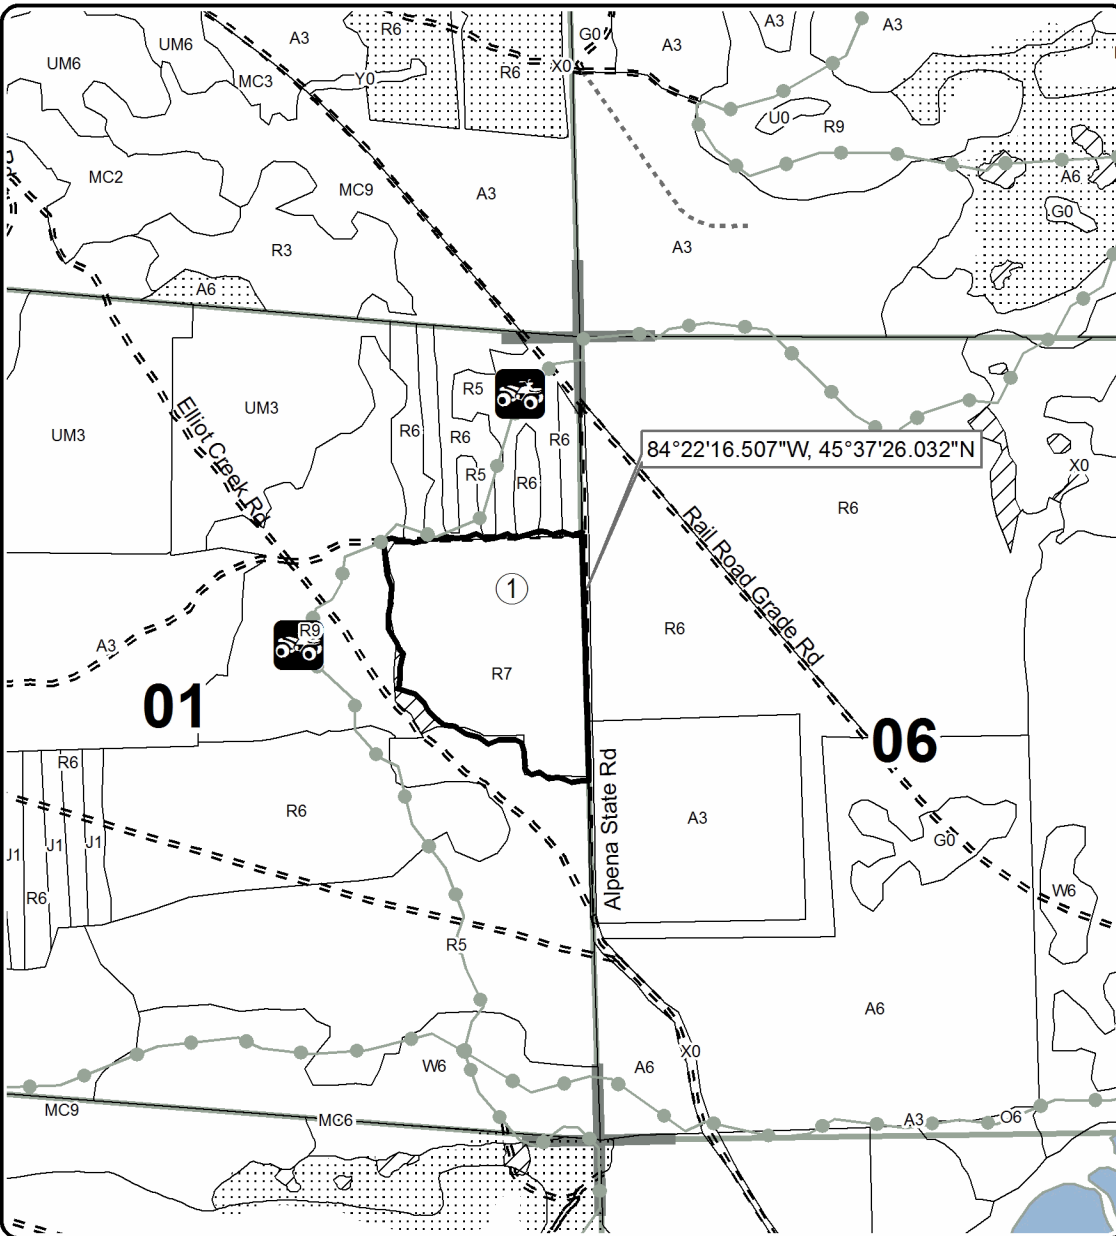 G0
A3
R6
A3
A3
A3
UM6
UM6
X0
R6
MC3
Y0
U0
R9
MC2
MC9
A3
A6
G0
R3
A3
A6
R5
UM3
UM3
R6
R6
R6
84°22'16.507"W, 45°37'26.032"N
Elliot Creek Rd
R5
R6
X0
R6
Rail Road Grade Rd
1
R9
R6
A3
R7
01
06
R6
Alpena State Rd
R6
A3
J1
J1
J1
G0
R6
W6
R5
A6
X0
W6
A6
MC9
MC6
A3
O6